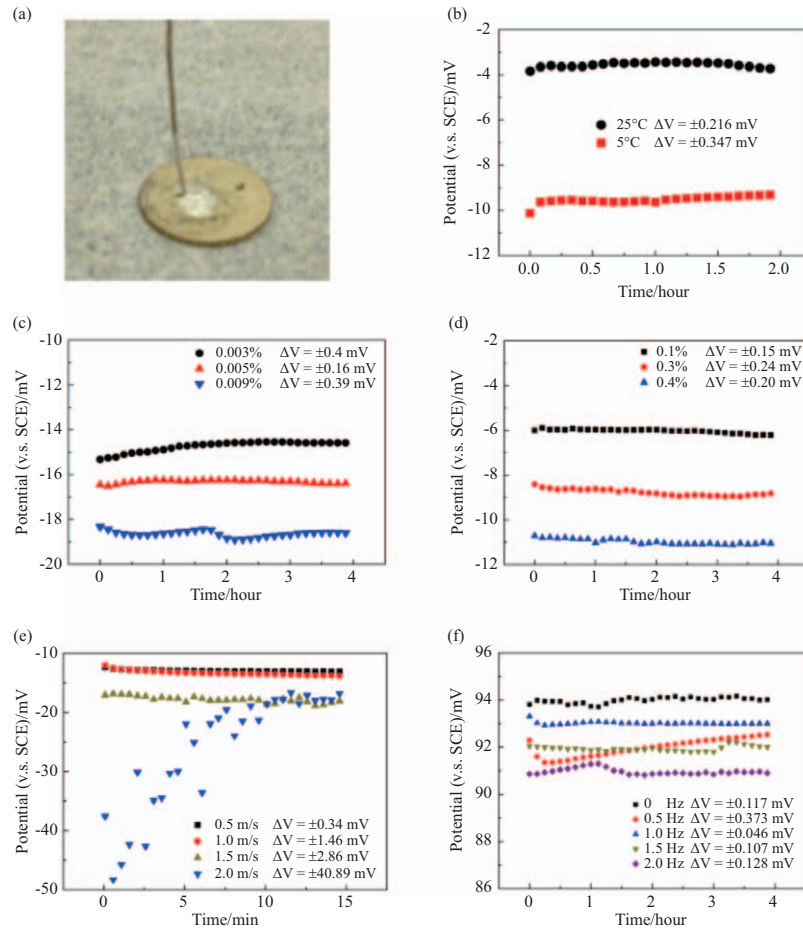 (a)
(b)
Potential (v.s. SCE)/mV
-2
-4
-6
-8
-10
-12
25°C ΔV = ±0.216 mV
5°C ΔV = ±0.347 mV
0.0 0.5 1.0 1.5 2.0
Time/hour
(c)
Potential (v.s. SCE)/mV
-10
-12
-14
-16
-18
-20
0.003% ΔV = ±0.4 mV
0.005% ΔV = ±0.16 mV
0.009% ΔV = ±0.39 mV
0 1 2 3 4
Time/hour
(d)
Potential (v.s. SCE)/mV
-2
-4
-6
-8
-10
-12
0.1% ΔV = ±0.15 mV
0.3% ΔV = ±0.24 mV
0.4% ΔV = ±0.20 mV
0 1 2 3 4
Time/hour
(e)
Potential (v.s. SCE)/mV
-10
-20
-30
-40
-50
0.5 m/s ΔV = ±0.34 mV
1.0 m/s ΔV = ±1.46 mV
1.5 m/s ΔV = ±2.86 mV
2.0 m/s ΔV = ±40.89 mV
0 5 10 15
Time/min
(f)
Potential (v.s. SCE)/mV
96
94
92
90
88
86
0 Hz ΔV = ±0.117 mV
0.5 Hz ΔV = ±0.373 mV
1.0 Hz ΔV = ±0.046 mV
1.5 Hz ΔV = ±0.107 mV
2.0 Hz ΔV = ±0.128 mV
0 1 2 3 4
Time/hour